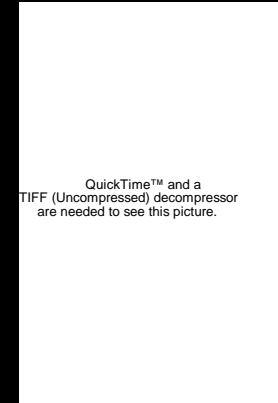 QuickTime™ and a
TIFF (Uncompressed) decompressor
are needed to see this picture.